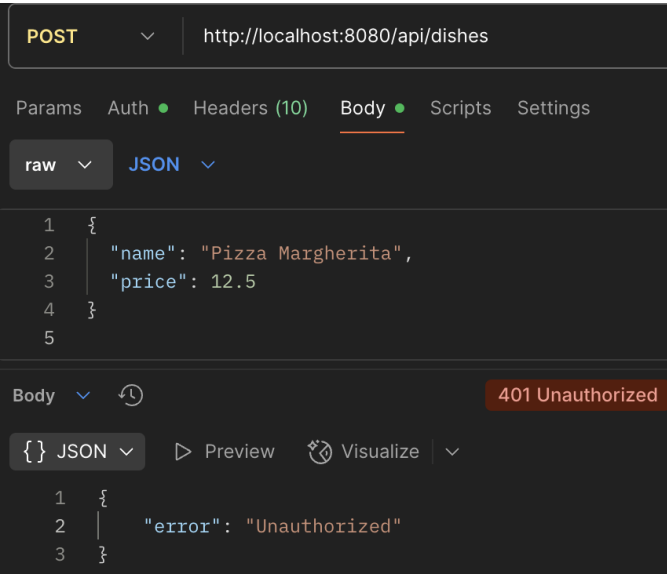 POST http://localhost:8080/api/dishes
Params Auth Headers (10) Body Scripts Settings
raw JSON
1 {
2 "name": "Pizza Margherita",
3 "price": 12.5
4 }
5
Body 401 Unauthorized
{} JSON Preview Visualize
1 {
2 "error": "Unauthorized"
3 }